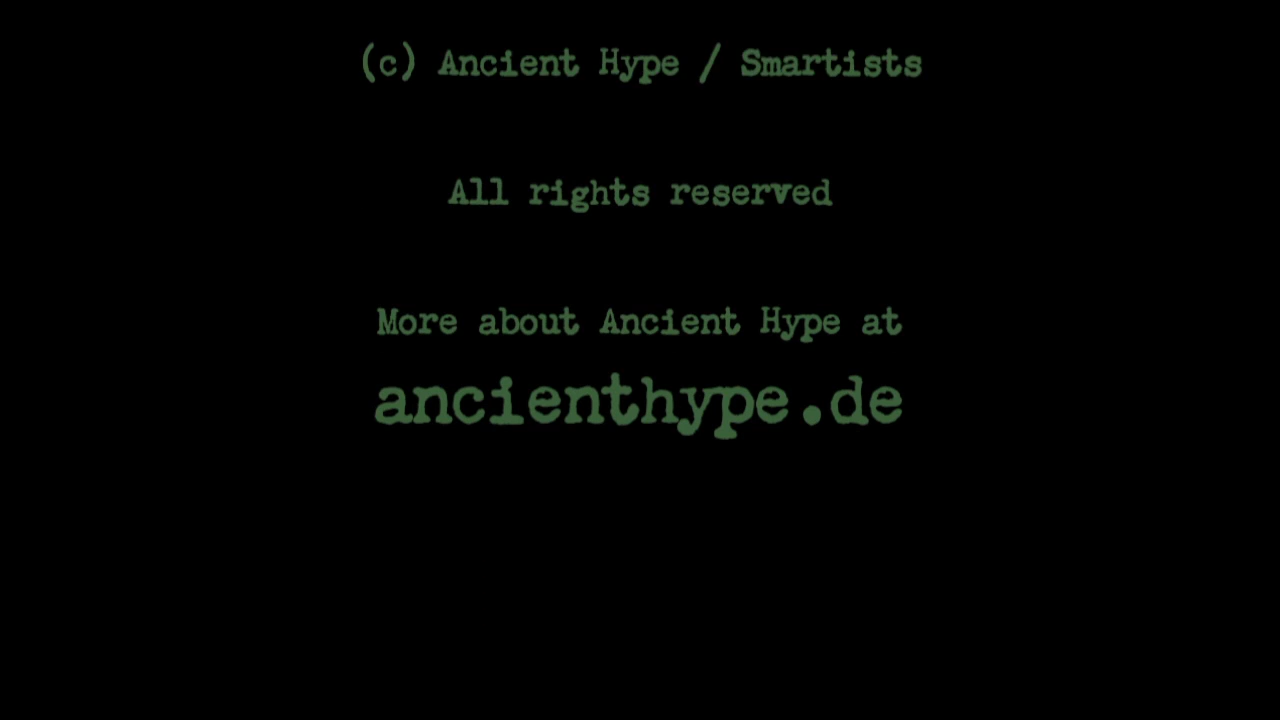 (c) Ancient Hype / Smartists
All rights reserved
More about Ancient Hype at
ancienthype.de